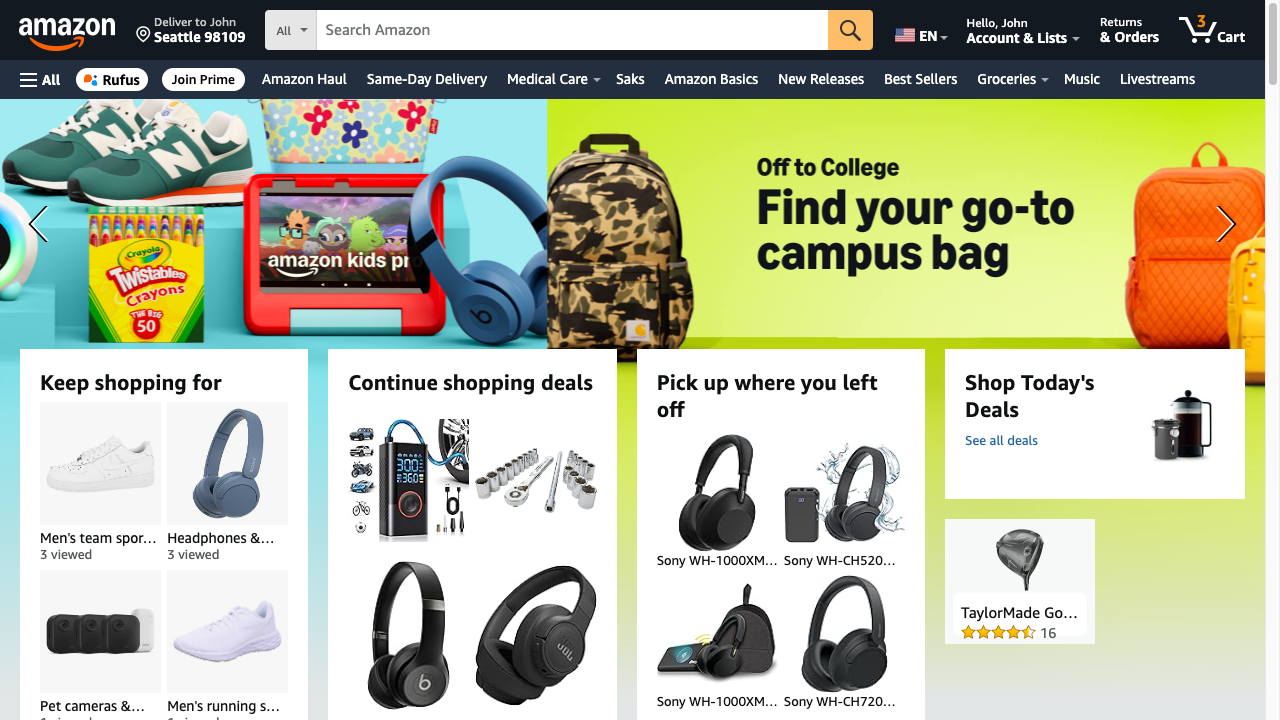 amazon
Deliver to John
Seattle 98109
All
Search Amazon
EN
Hello, John
Account & Lists
Returns
& Orders
3
Cart
All
Rufus
Join Prime
Amazon Haul
Same-Day Delivery
Medical Care
Saks
Amazon Basics
New Releases
Best Sellers
Groceries
Music
Livestreams
N
N
Crayola
Twistables
Crayons
THE BIG
50
amazon kids pr
b
Off to College
Find your go-to
campus bag
Keep shopping for
Men's team spor…
3 viewed
Headphones &…
3 viewed
Pet cameras &…
Men's running s…
Continue shopping deals
30.0
36.0
b
JBL
Pick up where you left
off
Sony WH-1000XM…
Sony WH-CH520…
Sony WH-1000XM…
Sony WH-CH720…
Shop Today's
Deals
See all deals
TaylorMade Go…
16